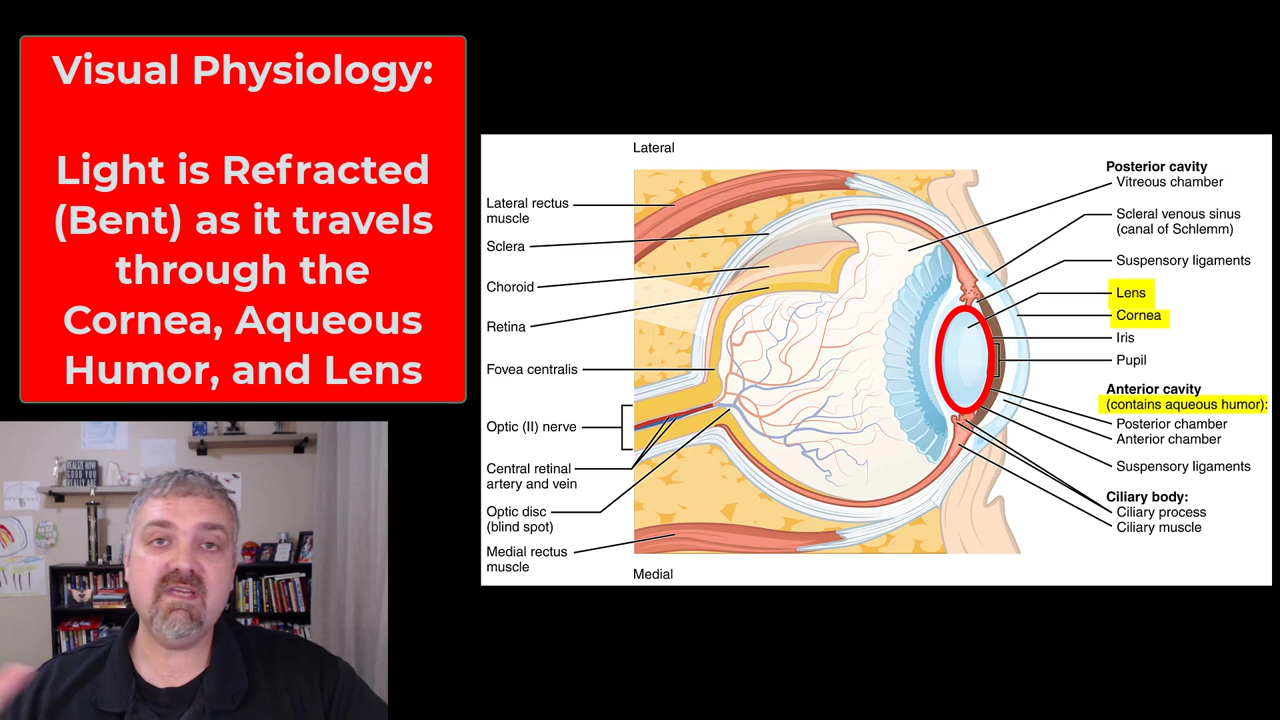 Visual Physiology:
Light is Refracted
(Bent) as it travels
through the
Cornea, Aqueous
Humor, and Lens
Lateral
Lateral rectus
muscle
Sclera
Choroid
Retina
Fovea centralis
Optic (II) nerve
Central retinal
artery and vein
Optic disc
(blind spot)
Medial rectus
muscle
Medial
Posterior cavity
Vitreous chamber
Scleral venous sinus
(canal of Schlemm)
Suspensory ligaments
Lens
Cornea
Iris
Pupil
Anterior cavity
(contains aqueous humor):
Posterior chamber
Anterior chamber
Suspensory ligaments
Ciliary body:
Ciliary process
Ciliary muscle